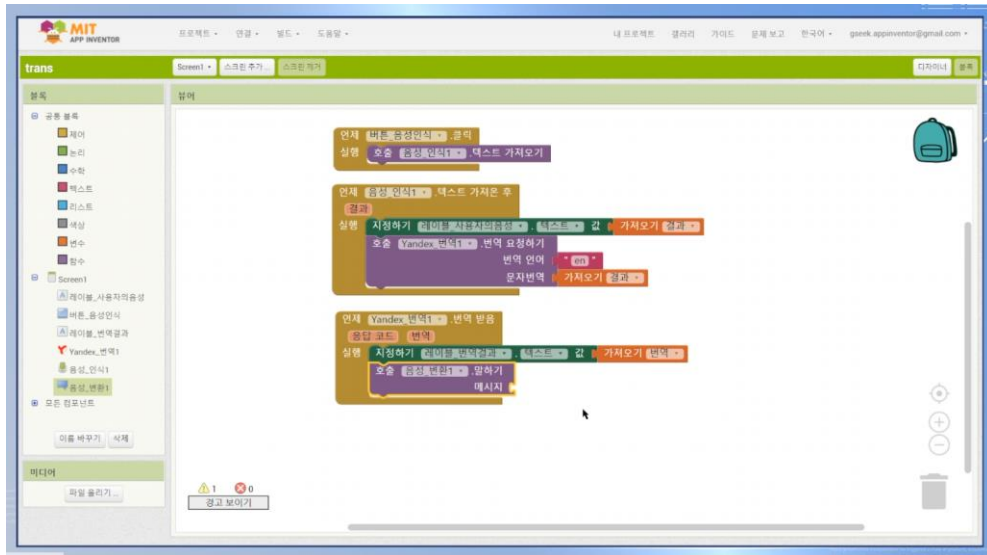 MIT
APP INVENTOR
프로젝트 연결 빌드 도움말 내 프로젝트 갤러리 가이드 문제 보고 한국어 gseek.appinventor@gmail.com
trans Screen1 스크린 추가... 스크린 제거 디자이너 블록
블록 뷰어
공통 블록
제어
논리
수학
텍스트
리스트
색상
변수
함수
Screen1
레이블_사용자의음성
버튼_음성인식
레이블_번역결과
Yandex_번역1
음성_인식1
음성_변환1
모든 컴포넌트
이름 바꾸기 삭제
미디어
파일 올리기 ...
언제 버튼_음성인식 .클릭
실행 호출 음성_인식1 .텍스트 가져오기
언제 음성_인식1 .텍스트 가져온 후
결과
실행 지정하기 레이블_사용자의음성 . 텍스트 값 가져오기 결과
호출 Yandex_번역1 .번역 요청하기
번역 언어 " en "
문자번역 가져오기 결과
언제 Yandex_번역1 .번역 받음
응답 코드 번역
실행 지정하기 레이블_번역결과 . 텍스트 값 가져오기 번역
호출 음성_변환1 .말하기
메시지
1 0
경고 보이기